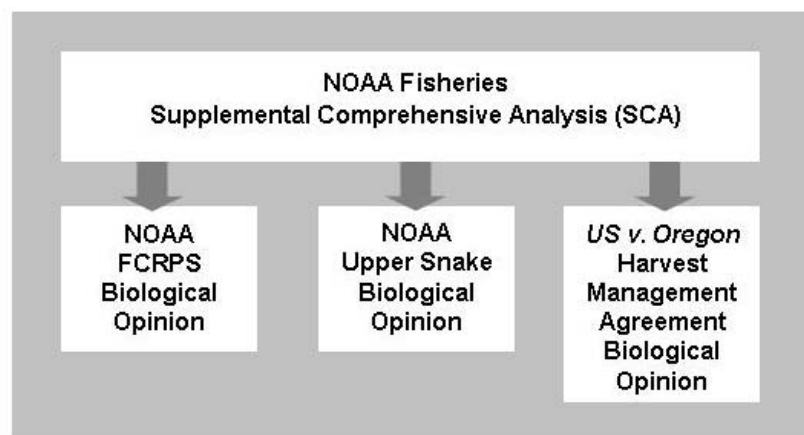 NOAA Fisheries
Supplemental Comprehensive Analysis (SCA)
NOAA
FCRPS
Biological
Opinion
NOAA
Upper Snake
Biological
Opinion
US v. Oregon
Harvest
Management
Agreement
Biological
Opinion